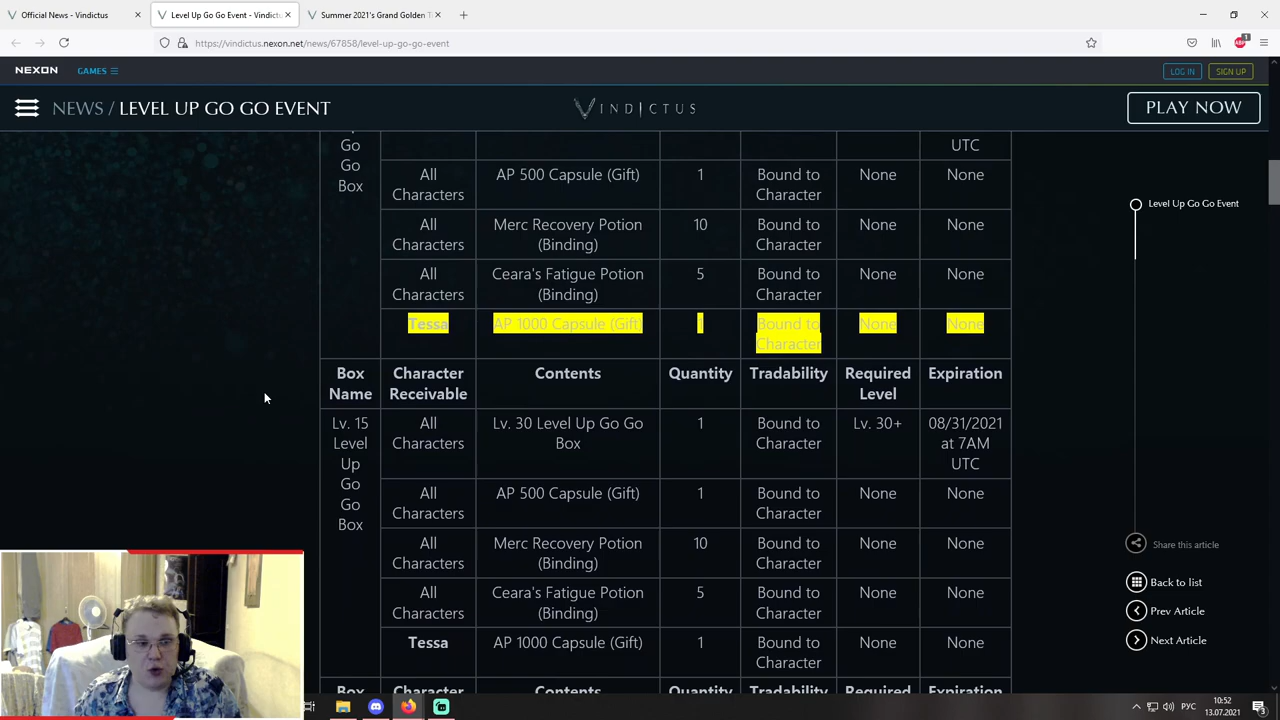 Official News - Vindictus
Level Up Go Go Event - Vindictu
Summer 2021's Grand Golden T
https://vindictus.nexon.net/news/67858/level-up-go-go-event
1
NEXON GAMES LOG IN SIGN UP
NEWS / LEVEL UP GO GO EVENT
VINDICTUS
PLAY NOW
Go
Go
Box
UTC
All Characters AP 500 Capsule (Gift) 1 Bound to Character None None
All Characters Merc Recovery Potion (Binding) 10 Bound to Character None None
All Characters Ceara's Fatigue Potion (Binding) 5 Bound to Character None None
Tessa AP 1000 Capsule (Gift) 1 Bound to Character None None
Box Name Character Receivable Contents Quantity Tradability Required Level Expiration
Lv. 15 Level Up Go Go Box All Characters Lv. 30 Level Up Go Go Box 1 Bound to Character Lv. 30+ 08/31/2021 at 7AM UTC
All Characters AP 500 Capsule (Gift) 1 Bound to Character None None
All Characters Merc Recovery Potion (Binding) 10 Bound to Character None None
All Characters Ceara's Fatigue Potion (Binding) 5 Bound to Character None None
Tessa AP 1000 Capsule (Gift) 1 Bound to Character None None
Box Character Contents Quantity Tradability Required Expiration
Level Up Go Go Event
Share this article
Back to list
Prev Article
Next Article
РУС
10:52
13.07.2021
3